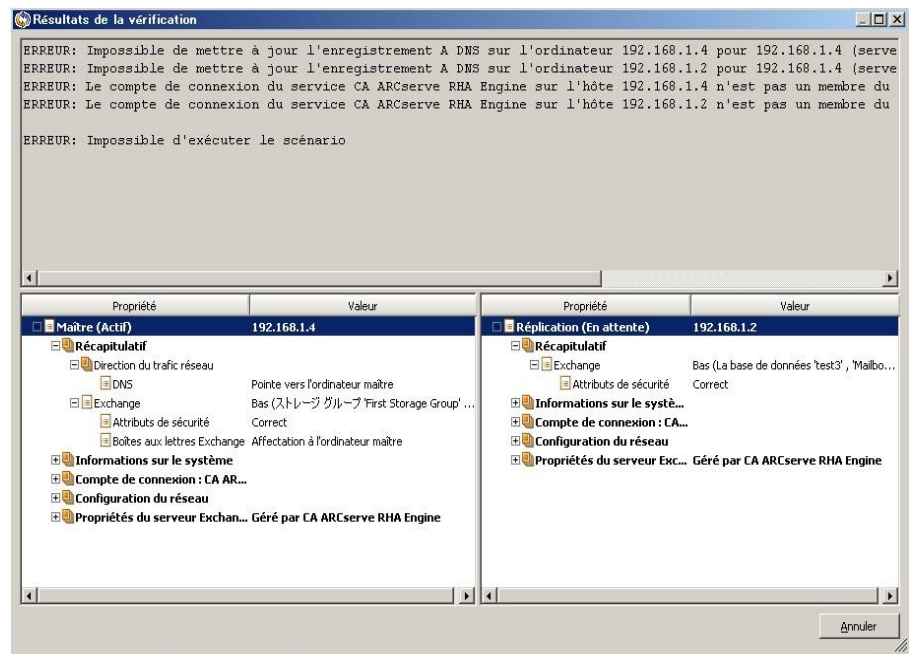 Résultats de la vérification
ERREUR: Impossible de mettre à jour l'enregistrement A DNS sur l'ordinateur 192.168.1.4 pour 192.168.1.4 (serve
ERREUR: Impossible de mettre à jour l'enregistrement A DNS sur l'ordinateur 192.168.1.2 pour 192.168.1.4 (serve
ERREUR: Le compte de connexion du service CA ARCserve RHA Engine sur l'hôte 192.168.1.4 n'est pas un membre du
ERREUR: Le compte de connexion du service CA ARCserve RHA Engine sur l'hôte 192.168.1.2 n'est pas un membre du
ERREUR: Impossible d'exécuter le scénario
Propriété Valeur
Maître (Actif) 192.168.1.4
Récapitulatif
Direction du trafic réseau
DNS Pointe vers l'ordinateur maître
Exchange Bas (ストレージ グループ 'First Storage Group' ...
Attributs de sécurité Correct
Boîtes aux lettres Exchange Affectation à l'ordinateur maître
Informations sur le système
Compte de connexion : CA AR...
Configuration du réseau
Propriétés du serveur Exchan... Géré par CA ARCserve RHA Engine
Propriété Valeur
Réplication (En attente) 192.168.1.2
Récapitulatif
Exchange Bas (La base de données 'test3' , 'Mailbo...
Attributs de sécurité Correct
Informations sur le systè...
Compte de connexion : CA...
Configuration du réseau
Propriétés du serveur Exc... Géré par CA ARCserve RHA Engine
Annuler